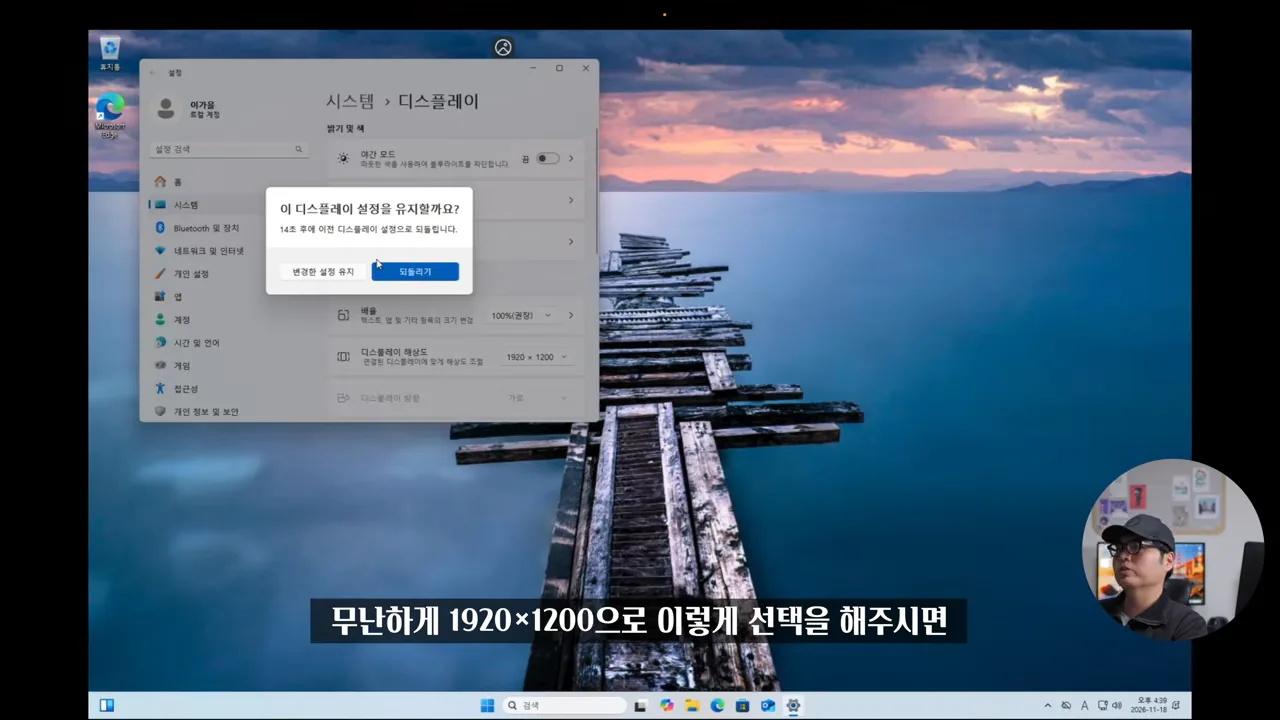 휴지통
Microsoft
Edge
설정
이가을
로컬 계정
설정 검색
홈
시스템
Bluetooth 및 장치
네트워크 및 인터넷
개인 설정
앱
계정
시간 및 언어
게임
접근성
개인 정보 및 보안
시스템 › 디스플레이
밝기 및 색
야간 모드
따뜻한 색을 사용하여 블루라이트를 차단합니다.
끔
이 디스플레이 설정을 유지할까요?
14초 후에 이전 디스플레이 설정으로 되돌립니다.
변경한 설정 유지
되돌리기
배율
텍스트, 앱 및 기타 항목의 크기 변경
100%(권장)
디스플레이 해상도
연결된 디스플레이에 맞게 해상도 조절
1920 × 1200
디스플레이 방향
가로
무난하게 1920×1200으로 이렇게 선택을 해주시면
검색
A
오후 4:39
2026-11-18